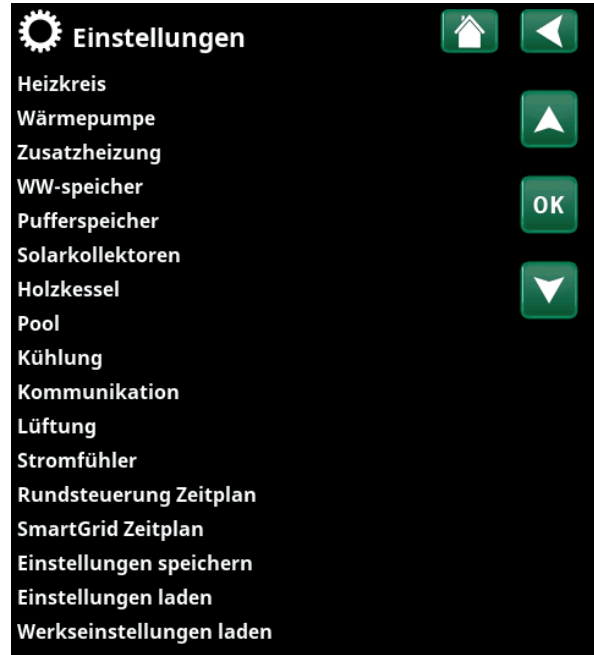 Einstellungen
Heizkreis
Wärmepumpe
Zusatzheizung
WW-speicher
OK
Pufferspeicher
Solarkollektoren
Holzkessel
Pool
Kühlung
Kommunikation
Lüftung
Stromfühler
Rundsteuerung Zeitplan
SmartGrid Zeitplan
Einstellungen speichern
Einstellungen laden
Werkseinstellungen laden